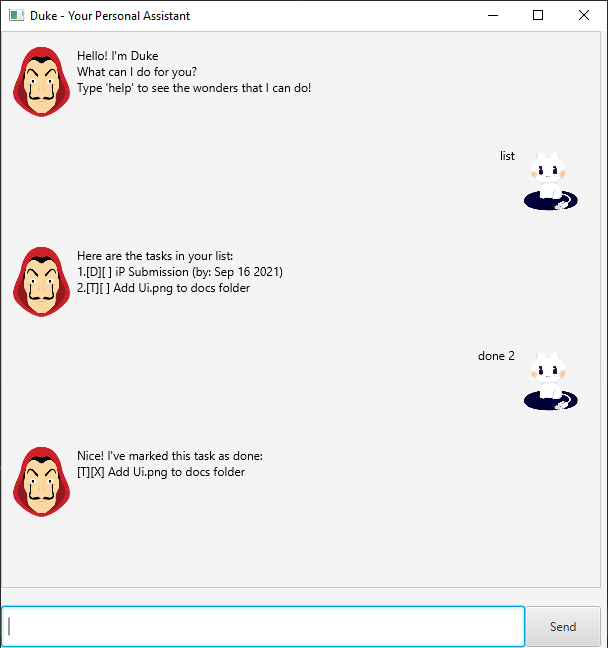 Duke - Your Personal Assistant
Hello! I'm Duke
What can I do for you?
Type 'help' to see the wonders that I can do!
list
Here are the tasks in your list:
1.[D][ ] iP Submission (by: Sep 16 2021)
2.[T][ ] Add Ui.png to docs folder
done 2
Nice! I've marked this task as done:
[T][X] Add Ui.png to docs folder
Send